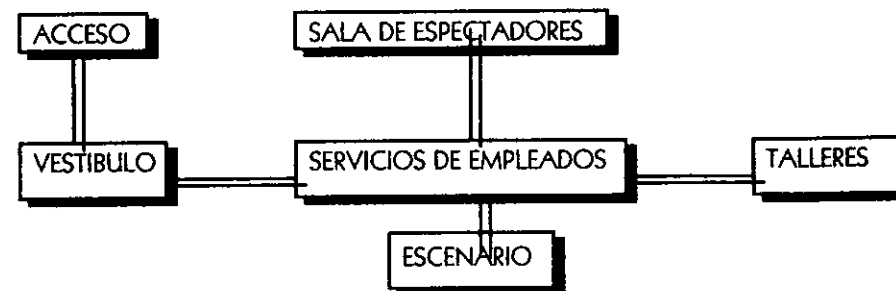 ACCESO
SALA DE ESPECTADORES
VESTIBULO
SERVICIOS DE EMPLEADOS
TALLERES
ESCENARIO